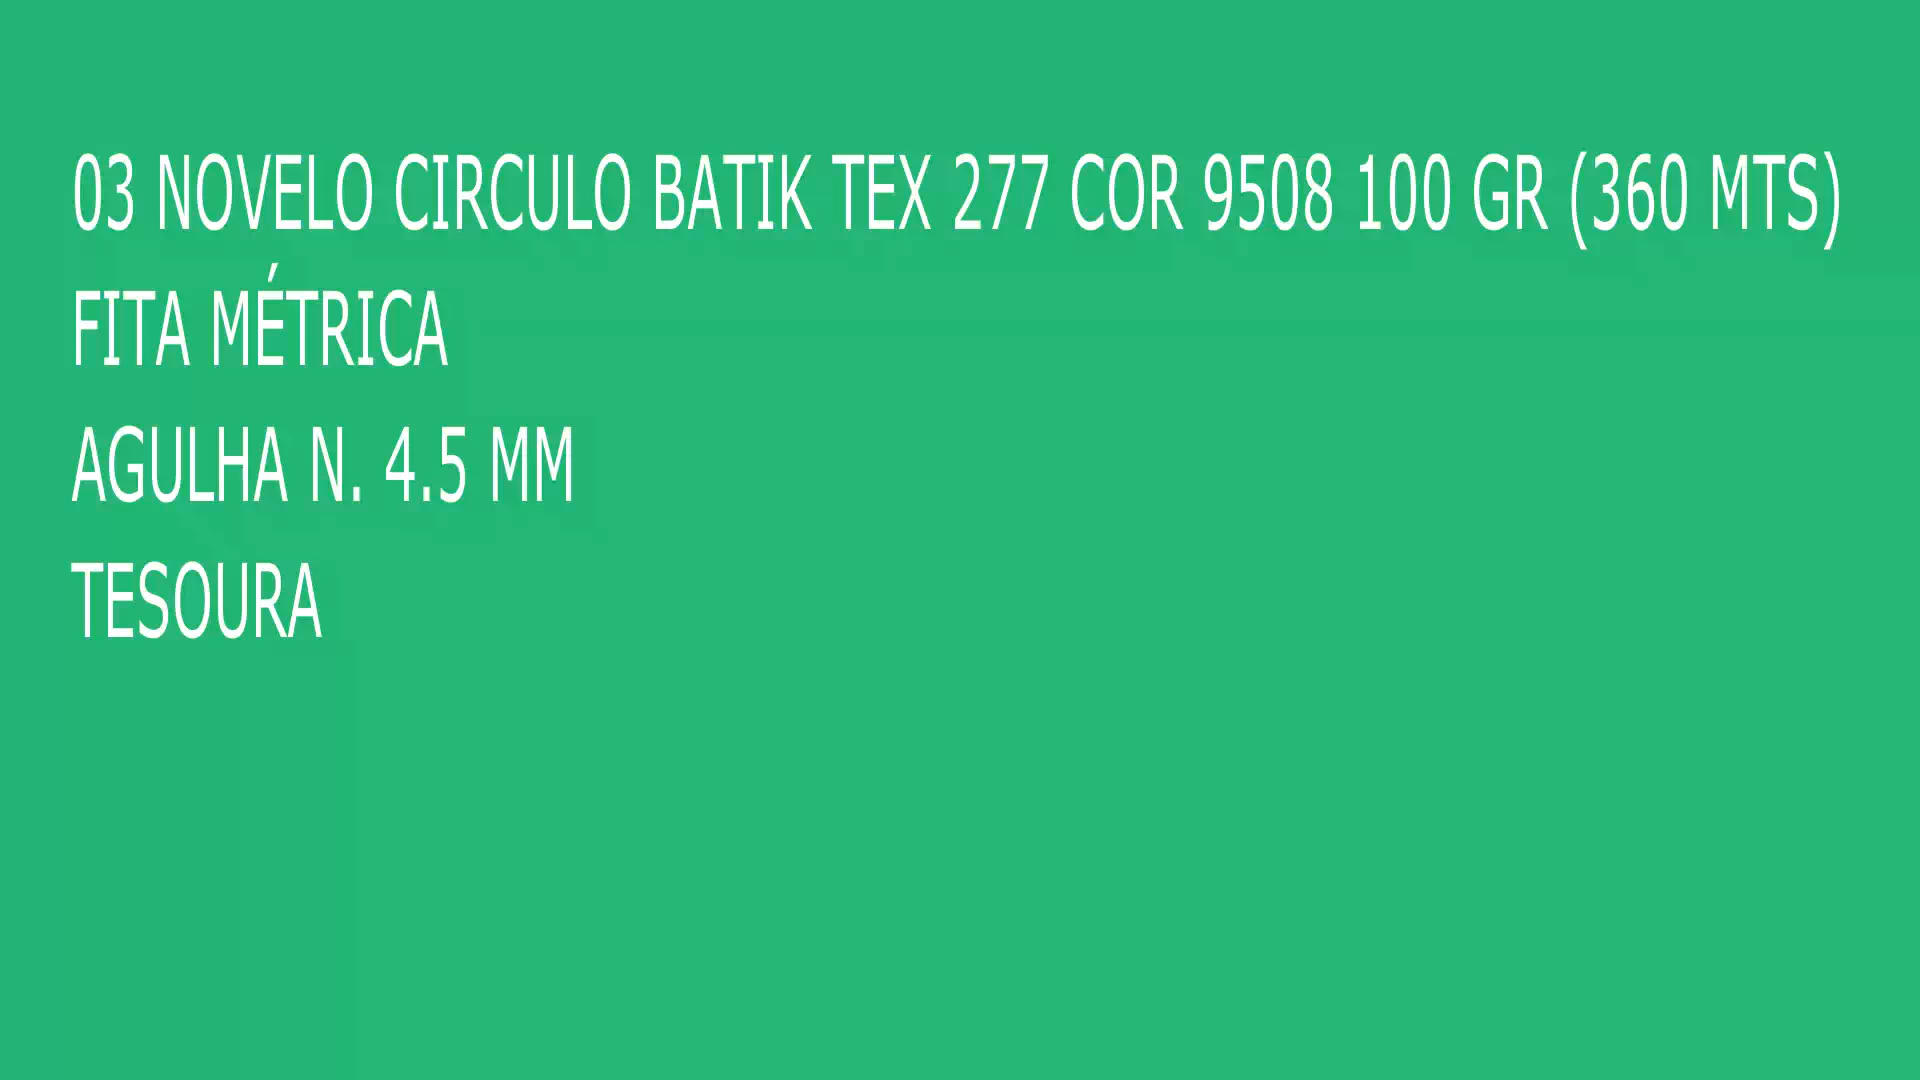 03 NOVELO CIRCULO BATIK TEX 277 COR 9508 100 GR (360 MTS)
FITA MÉTRICA
AGULHA N. 4.5 MM
TESOURA